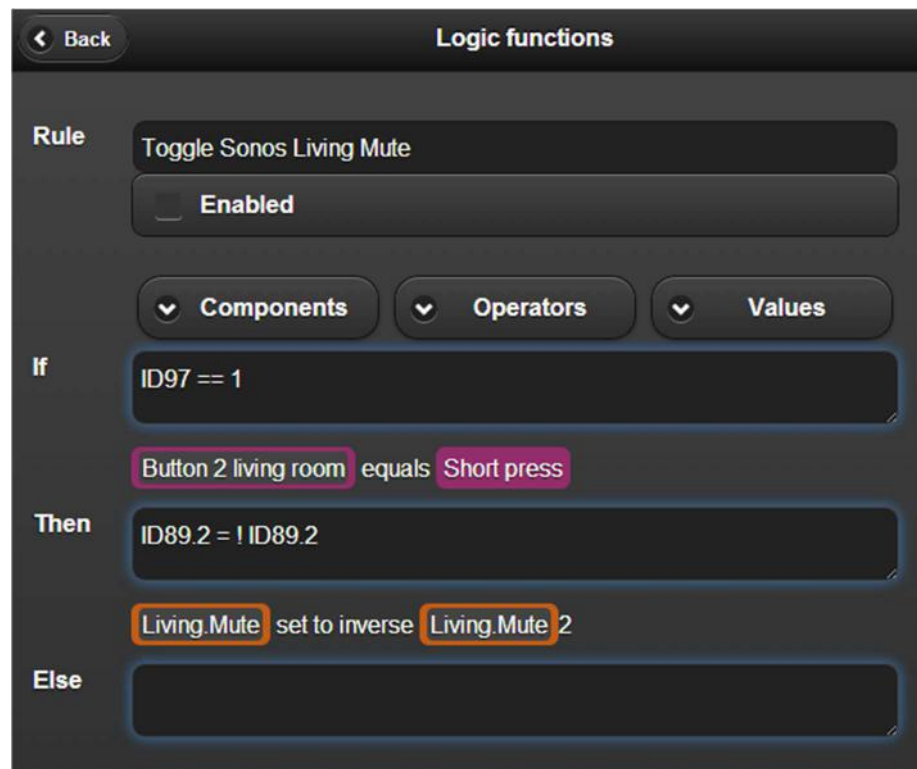 Back
Logic functions
Rule
Toggle Sonos Living Mute
Enabled
Components
Operators
Values
If
ID97 == 1
Button 2 living room equals Short press
Then
ID89.2 = ! ID89.2
Living.Mute set to inverse Living.Mute 2
Else